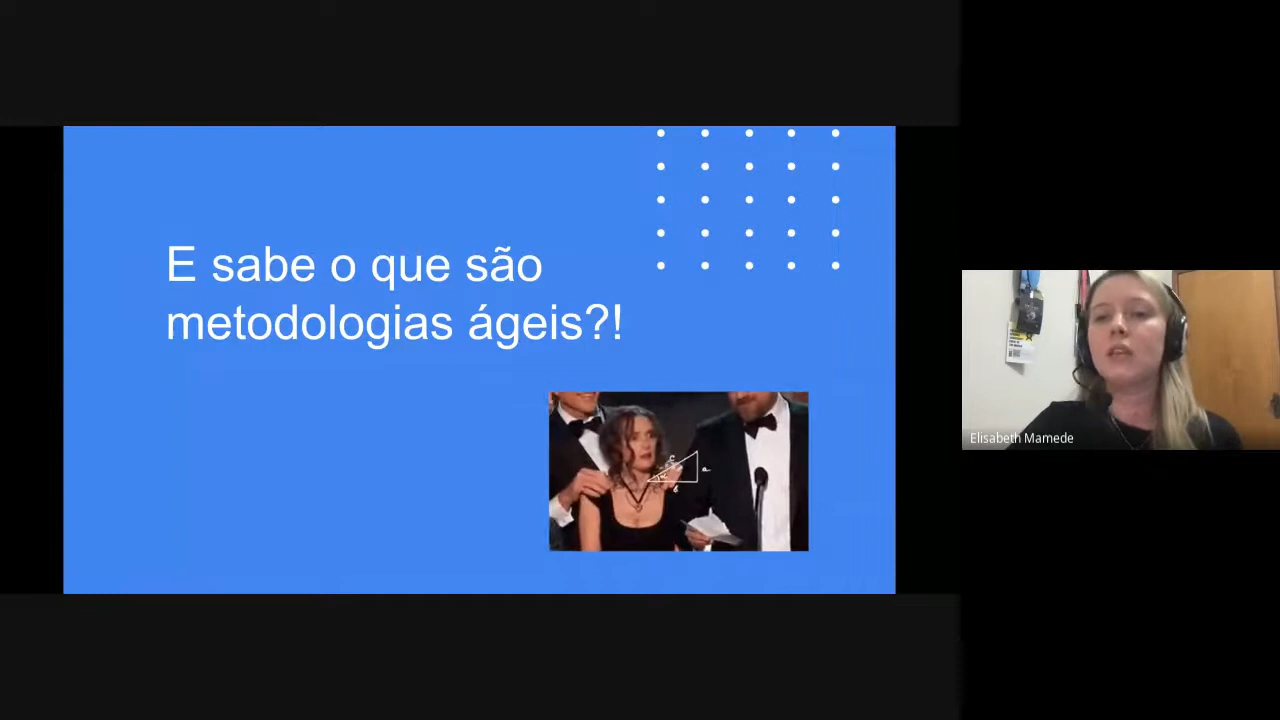 E sabe o que são
metodologias ágeis?!
c
a
b
Elisabeth Mamede